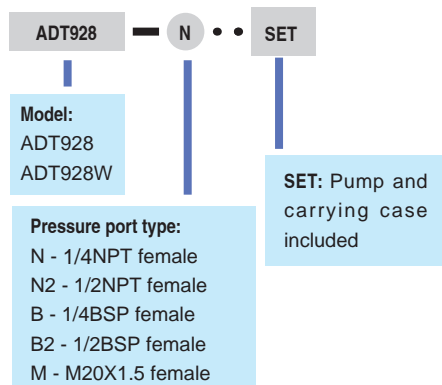 ADT928 — N • • SET
Model:
ADT928
ADT928W
SET: Pump and
carrying case
included
Pressure port type:
N - 1/4NPT female
N2 - 1/2NPT female
B - 1/4BSP female
B2 - 1/2BSP female
M - M20X1.5 female